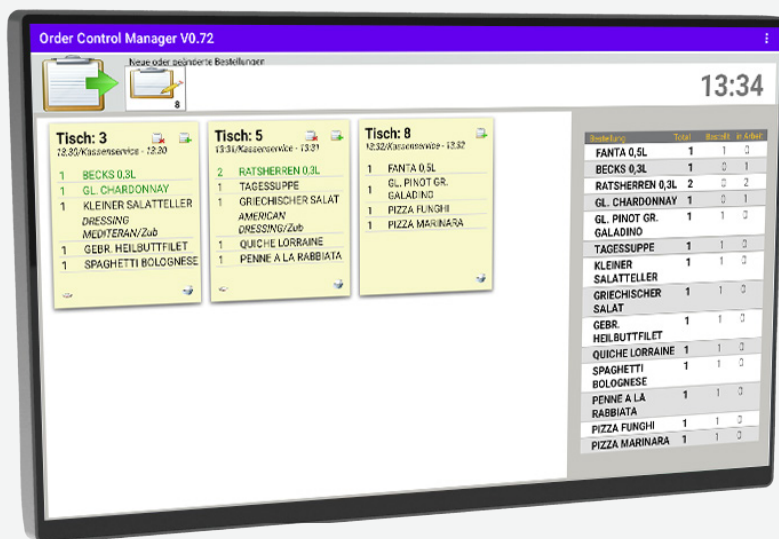 Order Control Manager V0.72
Neue oder geänderte Bestellungen
8
13:34
Tisch: 3
13:30/Kassenservice - 13:30
1 BECKS 0,3L
1 GL. CHARDONNAY
1 KLEINER SALATTELLER
DRESSING
MEDITERAN/Zub
1 GEBR. HEILBUTTFILET
1 SPAGHETTI BOLOGNESE
Tisch: 5
13:31/Kassenservice - 13:31
2 RATSHERREN 0,3L
1 TAGESSUPPE
1 GRIECHISCHER SALAT
AMERICAN
DRESSING/Zub
1 QUICHE LORRAINE
1 PENNE A LA RABBIATA
Tisch: 8
13:32/Kassenservice - 13:32
1 FANTA 0,5L
1 GL. PINOT GR.
GALADINO
1 PIZZA FUNGHI
1 PIZZA MARINARA
Bestellung Total Bestellt in Arbeit
FANTA 0,5L 1 1 0
BECKS 0,3L 1 0 1
RATSHERREN 0,3L 2 0 2
GL. CHARDONNAY 1 0 1
GL. PINOT GR. 1 1 0
GALADINO
TAGESSUPPE 1 1 0
KLEINER 1 1 0
SALATTELLER
GRIECHISCHER 1 1 0
SALAT
GEBR. 1 1 0
HEILBUTTFILET
QUICHE LORRAINE 1 1 0
SPAGHETTI 1 1 0
BOLOGNESE
PENNE A LA 1 1 0
RABBIATA
PIZZA FUNGHI 1 1 0
PIZZA MARINARA 1 1 0